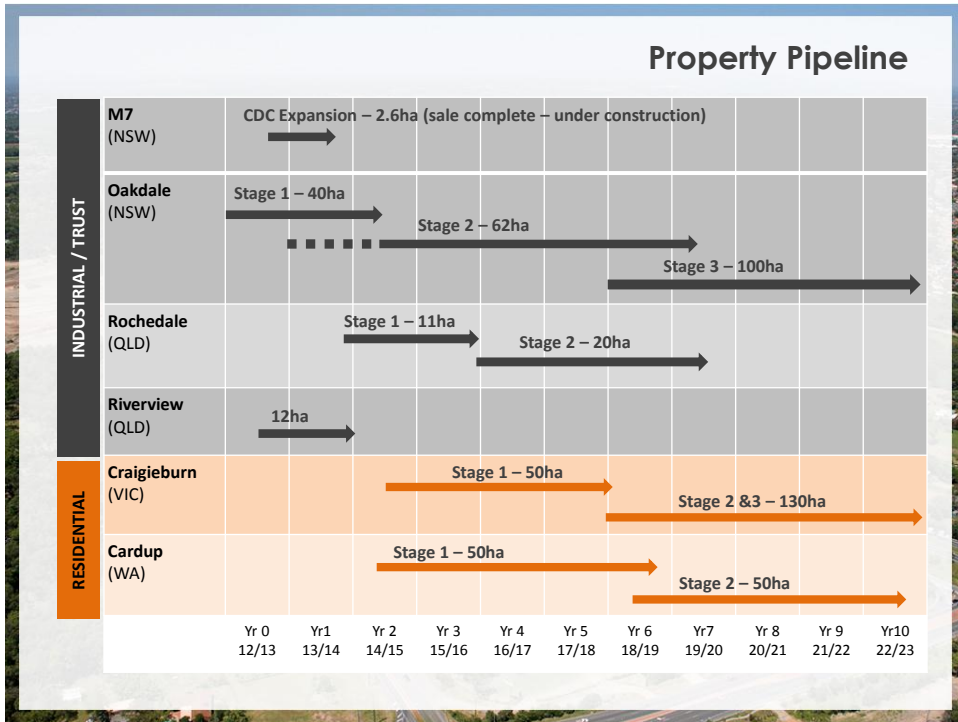 Property Pipeline
INDUSTRIAL / TRUST
M7
(NSW)
CDC Expansion – 2.6ha (sale complete – under construction)
Oakdale
(NSW)
Stage 1 – 40ha
Stage 2 – 62ha
Stage 3 – 100ha
Rochedale
(QLD)
Stage 1 – 11ha
Stage 2 – 20ha
Riverview
(QLD)
12ha
RESIDENTIAL
Craigieburn
(VIC)
Stage 1 – 50ha
Stage 2 &3 – 130ha
Cardup
(WA)
Stage 1 – 50ha
Stage 2 – 50ha
Yr 0 Yr1 Yr 2 Yr 3 Yr 4 Yr 5 Yr 6 Yr7 Yr 8 Yr 9 Yr10
12/13 13/14 14/15 15/16 16/17 17/18 18/19 19/20 20/21 21/22 22/23